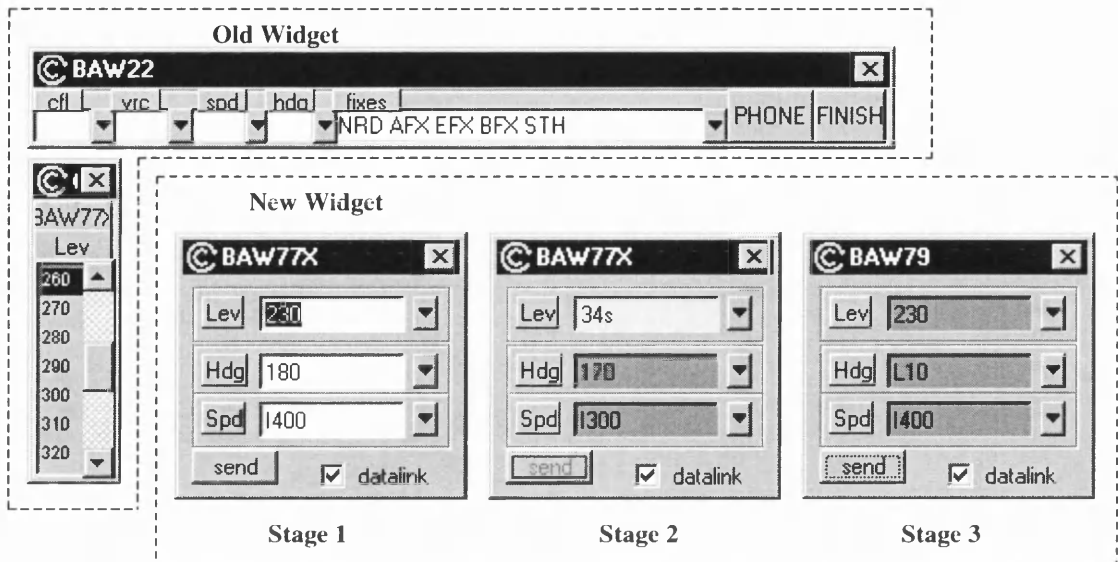 Old Widget
© BAW22
cfl vrc spd hdg fixes
NRD AFX EFX BFX STH PHONE FINISH
BAW77X
Lev
260
270
280
290
300
310
320
New Widget
© BAW77X
Lev 230
Hdg 180
Spd I400
send datalink
Stage 1
© BAW77X
Lev 34s
Hdg 170
Spd I300
send datalink
Stage 2
© BAW79
Lev 230
Hdg L10
Spd I400
send datalink
Stage 3